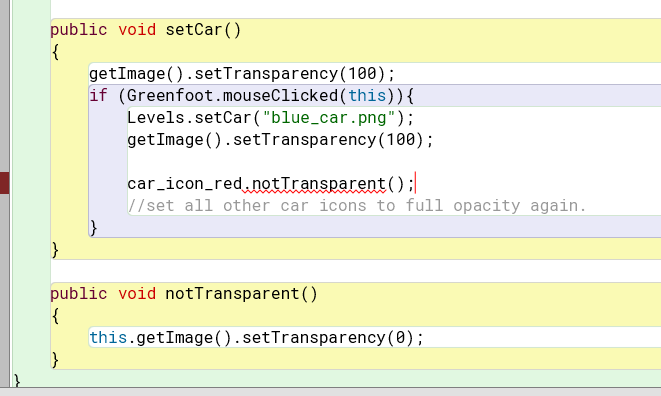 public void setCar()
{
getImage().setTransparency(100);
if (Greenfoot.mouseClicked(this)){
Levels.setCar("blue_car.png");
getImage().setTransparency(100);
car_icon_red.notTransparent();
//set all other car icons to full opacity again.
}
}
public void notTransparent()
{
this.getImage().setTransparency(0);
}
}